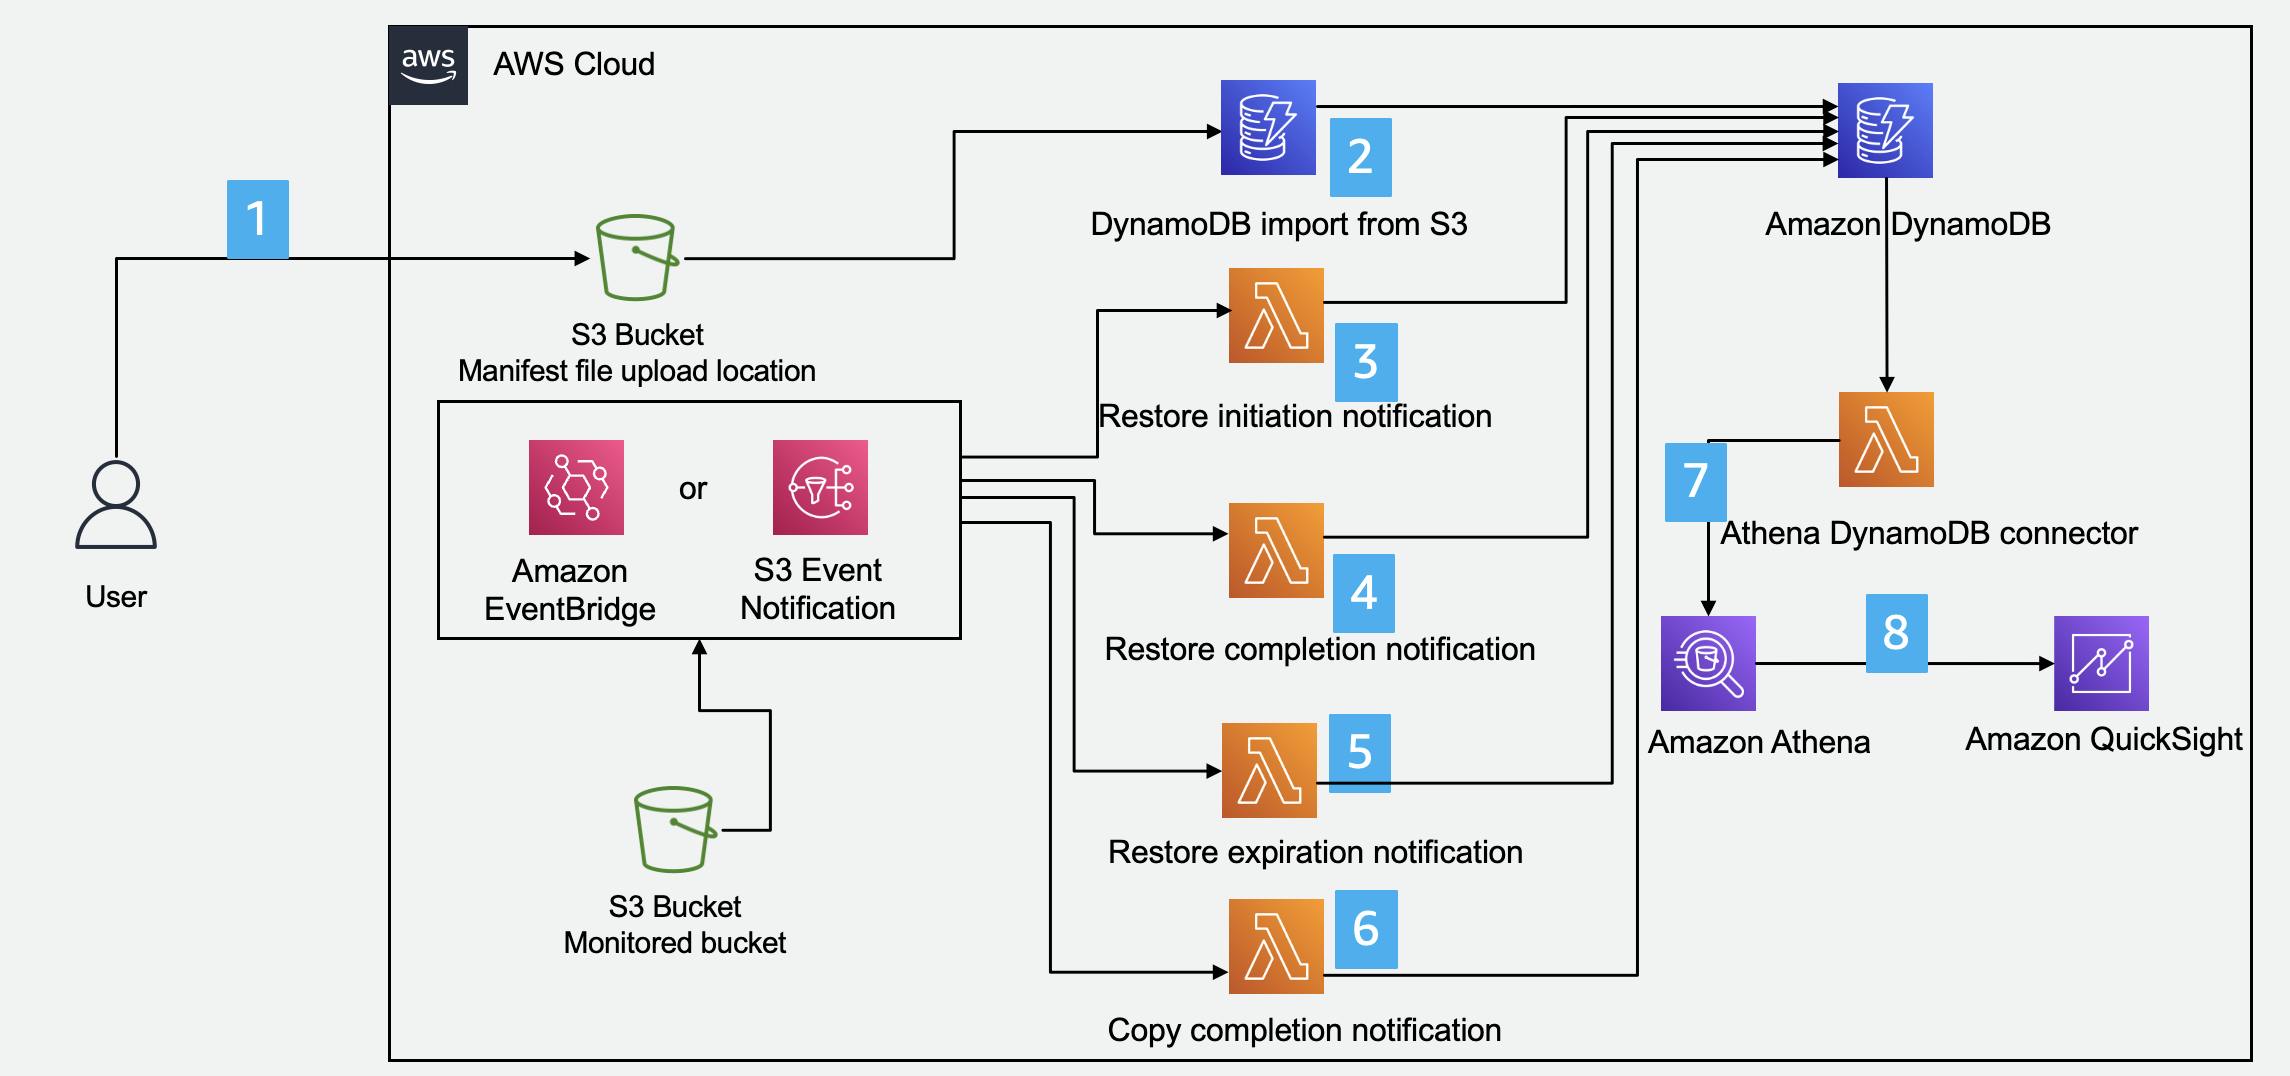 aws
AWS Cloud
1
2
DynamoDB import from S3
Amazon DynamoDB
S3 Bucket
Manifest file upload location
3
Restore initiation notification
or
Amazon
EventBridge
S3 Event
Notification
User
4
Restore completion notification
7
Athena DynamoDB connector
8
Amazon Athena
Amazon QuickSight
5
Restore expiration notification
S3 Bucket
Monitored bucket
6
Copy completion notification